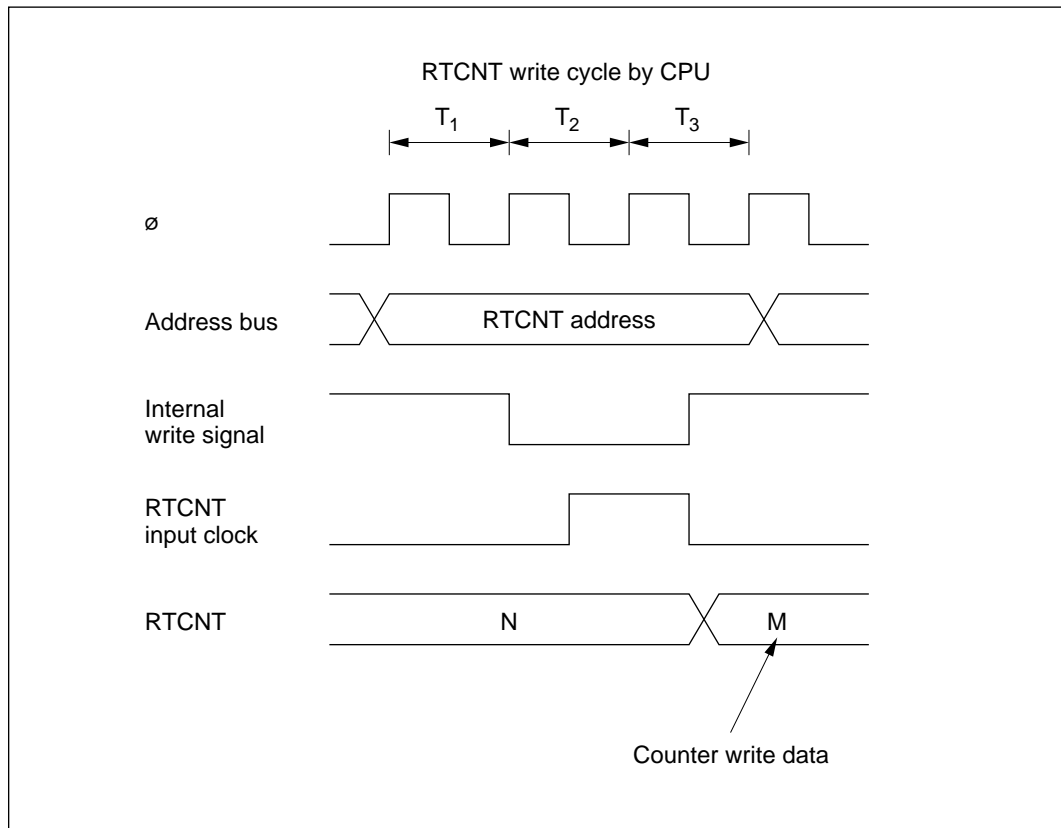 RTCNT write cycle by CPU
T1 T2 T3
ø
Address bus RTCNT address
Internal
write signal
RTCNT
input clock
RTCNT N M
Counter write data